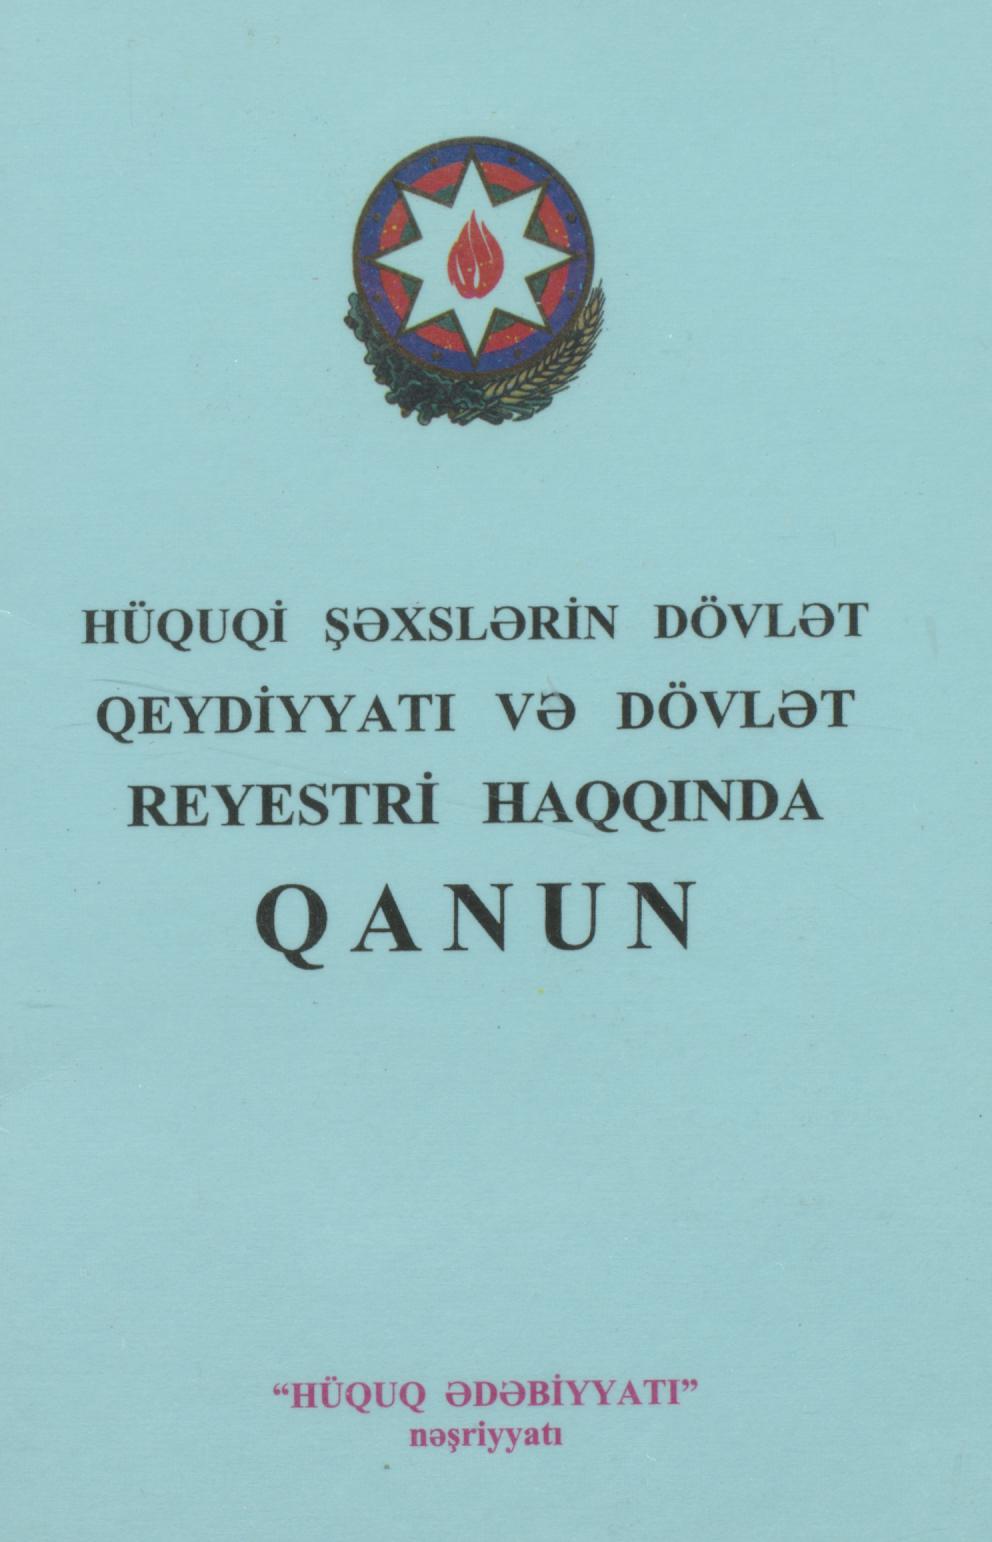 HÜQUQİ ŞƏXSLƏRİN DÖVLƏT
QEYDİYYATI VƏ DÖVLƏT
REYESTRİ HAQQINDA
QANUN
“HÜQUQ ƏDƏBİYYATI”
nəşriyyatı